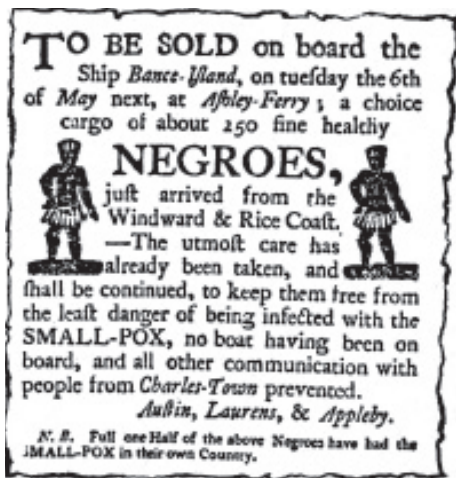 TO BE SOLD on board the
Ship Bance-Iſland, on tueſday the 6th
of May next, at Aſhley-Ferry; a choice
cargo of about 250 fine healthy
NEGROES,
juſt arrived from the
Windward & Rice Coaſt.
—The utmoſt care has
already been taken, and
ſhall be continued, to keep them free from
the leaſt danger of being infected with the
SMALL-POX, no boat having been on
board, and all other communication with
people from Charles-Town prevented.
Auſtin, Laurens, & Appleby.
N. B. Full one Half of the above Negroes have had the
SMALL-POX in their own Country.